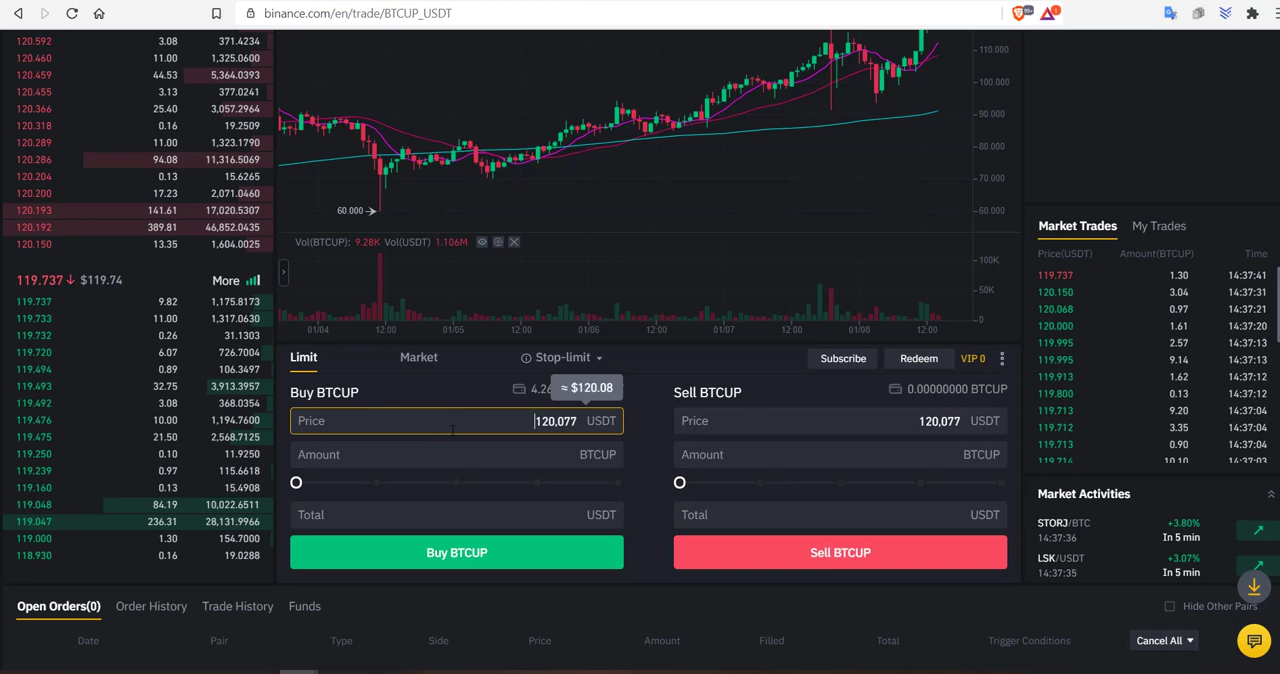 binance.com/en/trade/BTCUP_USDT
99+
1
120.592 3.08 371.4234
120.460 11.00 1,325.0600
120.459 44.53 5,364.0393
120.455 3.13 377.0241
120.366 25.40 3,057.2964
120.318 0.16 19.2509
120.289 11.00 1,323.1790
120.286 94.08 11,316.5069
120.204 0.13 15.6265
120.200 17.23 2,071.0460
120.193 141.61 17,020.5307
120.192 389.81 46,852.0435
120.150 13.35 1,604.0025
119.737 ↓ $119.74 More
119.737 9.82 1,175.8173
119.733 11.00 1,317.0630
119.732 0.26 31.1303
119.720 6.07 726.7004
119.494 0.89 106.3497
119.493 32.75 3,913.3957
119.492 3.08 368.0354
119.476 10.00 1,194.7600
119.475 21.50 2,568.7125
119.250 0.10 11.9250
119.239 0.97 115.6618
119.160 0.13 15.4908
119.048 84.19 10,022.6511
119.047 236.31 28,131.9966
119.000 1.30 154.7000
118.930 0.16 19.0288
110.000
100.000
90.000
80.000
70.000
60.000
60.000
Vol(BTCUP): 9.28K Vol(USDT) 1.106M
100K
50K
0
01/04 12:00 01/05 12:00 01/06 12:00 01/07 12:00 01/08 12:00
Limit Market Stop-limit Subscribe Redeem VIP 0
Buy BTCUP 4.26 ≈ $120.08
Price 120,077 USDT
Amount BTCUP
Total USDT
Buy BTCUP
Sell BTCUP 0.00000000 BTCUP
Price 120,077 USDT
Amount BTCUP
Total USDT
Sell BTCUP
Market Trades My Trades
Price(USDT) Amount(BTCUP) Time
119.737 1.30 14:37:41
120.150 3.04 14:37:31
120.068 0.97 14:37:21
120.000 1.61 14:37:20
119.995 2.57 14:37:13
119.995 9.14 14:37:13
119.913 1.62 14:37:12
119.800 0.13 14:37:12
119.713 9.20 14:37:04
119.712 3.35 14:37:04
119.713 0.90 14:37:04
119.714 10.10 14:37:03
Market Activities
STORJ/BTC +3.80%
14:37:36 In 5 min
LSK/USDT +3.07%
14:37:35 In 5 min
Open Orders(0) Order History Trade History Funds Hide Other Pairs
Date Pair Type Side Price Amount Filled Total Trigger Conditions Cancel All